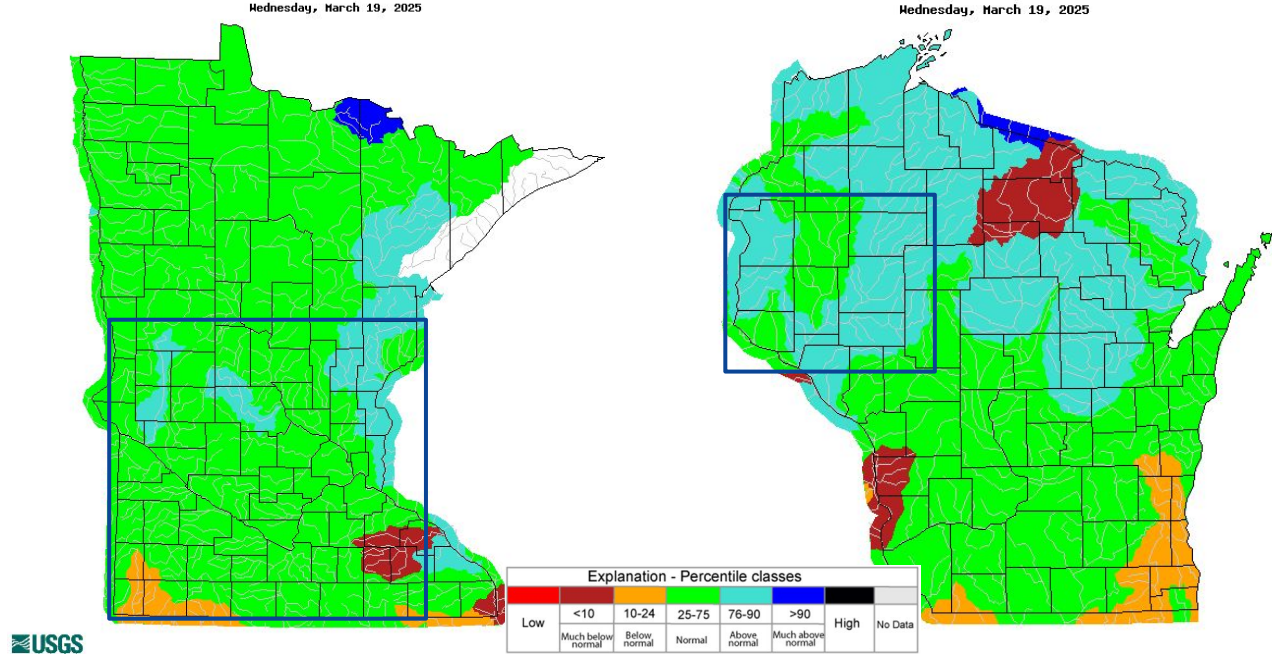 Wednesday, March 19, 2025
Wednesday, March 19, 2025
Explanation - Percentile classes
Low <10 10-24 25-75 76-90 >90 High No Data
Much below normal Below normal Normal Above normal Much above normal
USGS